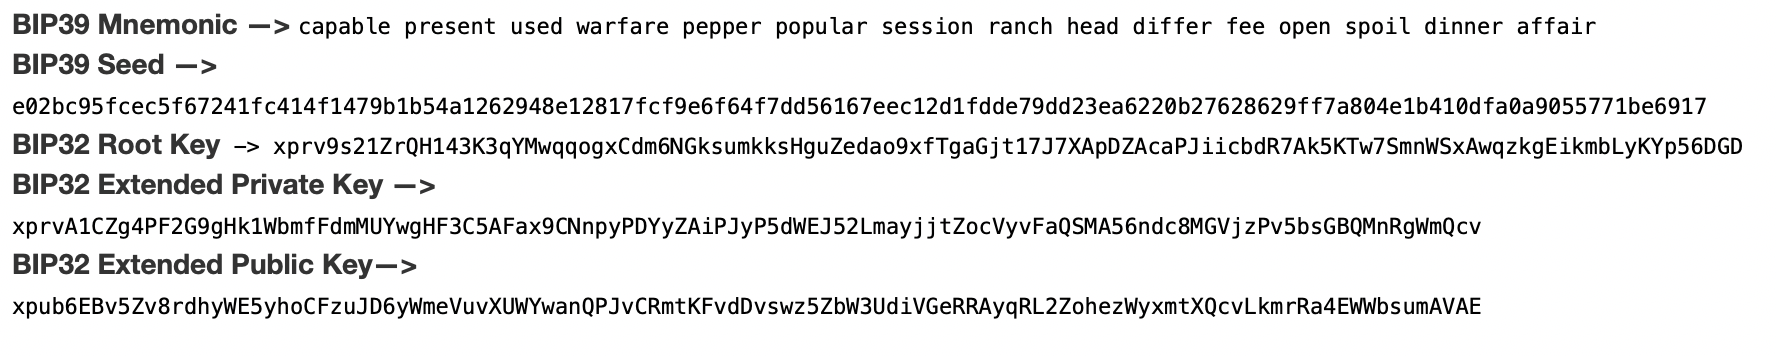 BIP39 Mnemonic —> capable present used warfare pepper popular session ranch head differ fee open spoil dinner affair
BIP39 Seed —>
e02bc95fcec5f67241fc414f1479b1b54a1262948e12817fcf9e6f64f7dd56167eec12d1fdde79dd23ea6220b27628629ff7a804e1b410dfa0a9055771be6917
BIP32 Root Key -> xprv9s21ZrQH143K3qYMwqqogxCdm6NGksumkksHguZedao9xfTgaGjt17J7XApDZAcaPJiicbdR7Ak5KTw7SmnWSxAwqzkgEikmbLyKYp56DGD
BIP32 Extended Private Key —>
xprvA1CZg4PF2G9gHk1WbmfFdmMUYwgHF3C5AFax9CNnpyPDYyZAiPJyP5dWEJ52LmayjjtZocVyvFaQSMA56ndc8MGVjzPv5bsGBQMnRgWmQcv
BIP32 Extended Public Key—>
xpub6EBv5Zv8rdhyWE5yhoCFzuJD6yWmeVuvXUWYwanQPJvCRmtKFvdDvswz5ZbW3UdiVGeRRAyqRL2ZohezWyxmtXQcvLkmrRa4EWWbsumAVAE